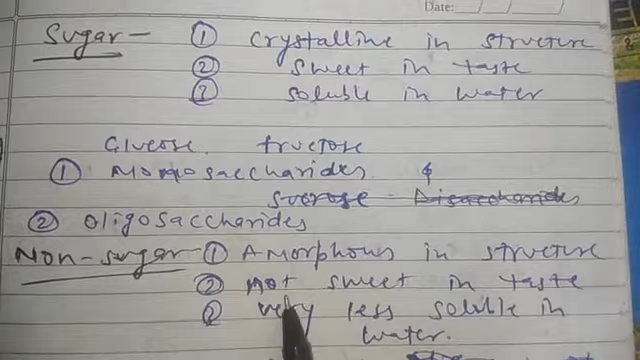 Date:
Sugar - ① crystalline in structure
② sweet in taste
③ soluble in water
Glucose. fructose
① Monosaccharides
sucrose - Disaccharides
② Oligosaccharides
Non-sugar - ① Amorphous in structure
② not sweet in taste
③ very less soluble in
water.